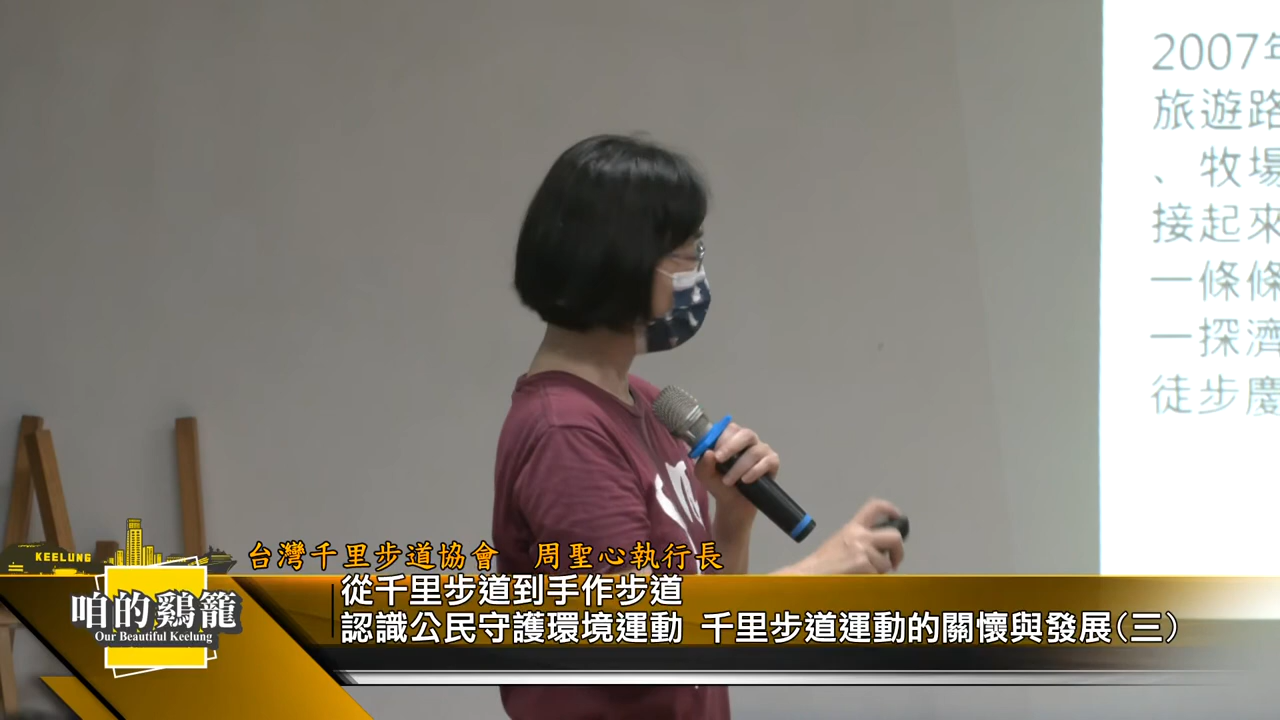 2007年
旅遊路
、牧場
接起來
一條條
一探濟
徒步慶
KEELUNG
台灣千里步道協會 周聖心執行長
咱的鷄籠
Our Beautiful Keelung
從千里步道到手作步道
認識公民守護環境運動 千里步道運動的關懷與發展(三)